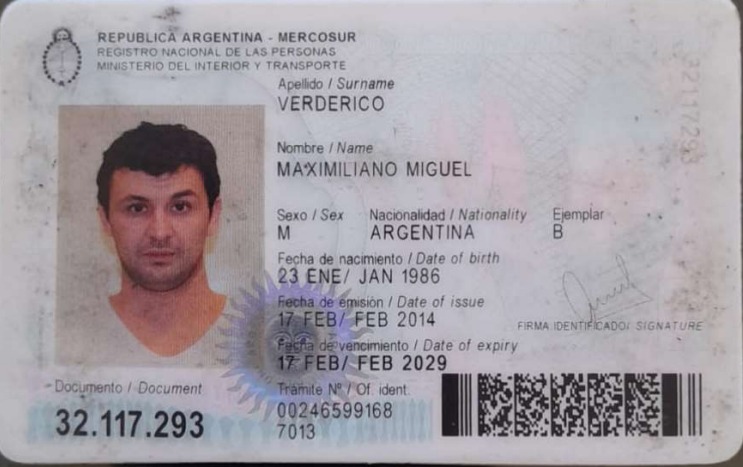 REPUBLICA ARGENTINA - MERCOSUR
REGISTRO NACIONAL DE LAS PERSONAS
MINISTERIO DEL INTERIOR Y TRANSPORTE
Apellido / Surname
VERDERICO
Nombre / Name
MAXIMILIANO MIGUEL
Sexo / Sex Nacionalidad / Nationality Ejemplar
M ARGENTINA B
Fecha de nacimiento / Date of birth
23 ENE/ JAN 1986
Fecha de emisión / Date of issue
17 FEB/ FEB 2014
FIRMA IDENTIFICADO/ SIGNATURE
Fecha de vencimiento / Date of expiry
17 FEB/ FEB 2029
Documento / Document
32.117.293
Trámite Nº / Of. ident.
00246599168
7013
32117293